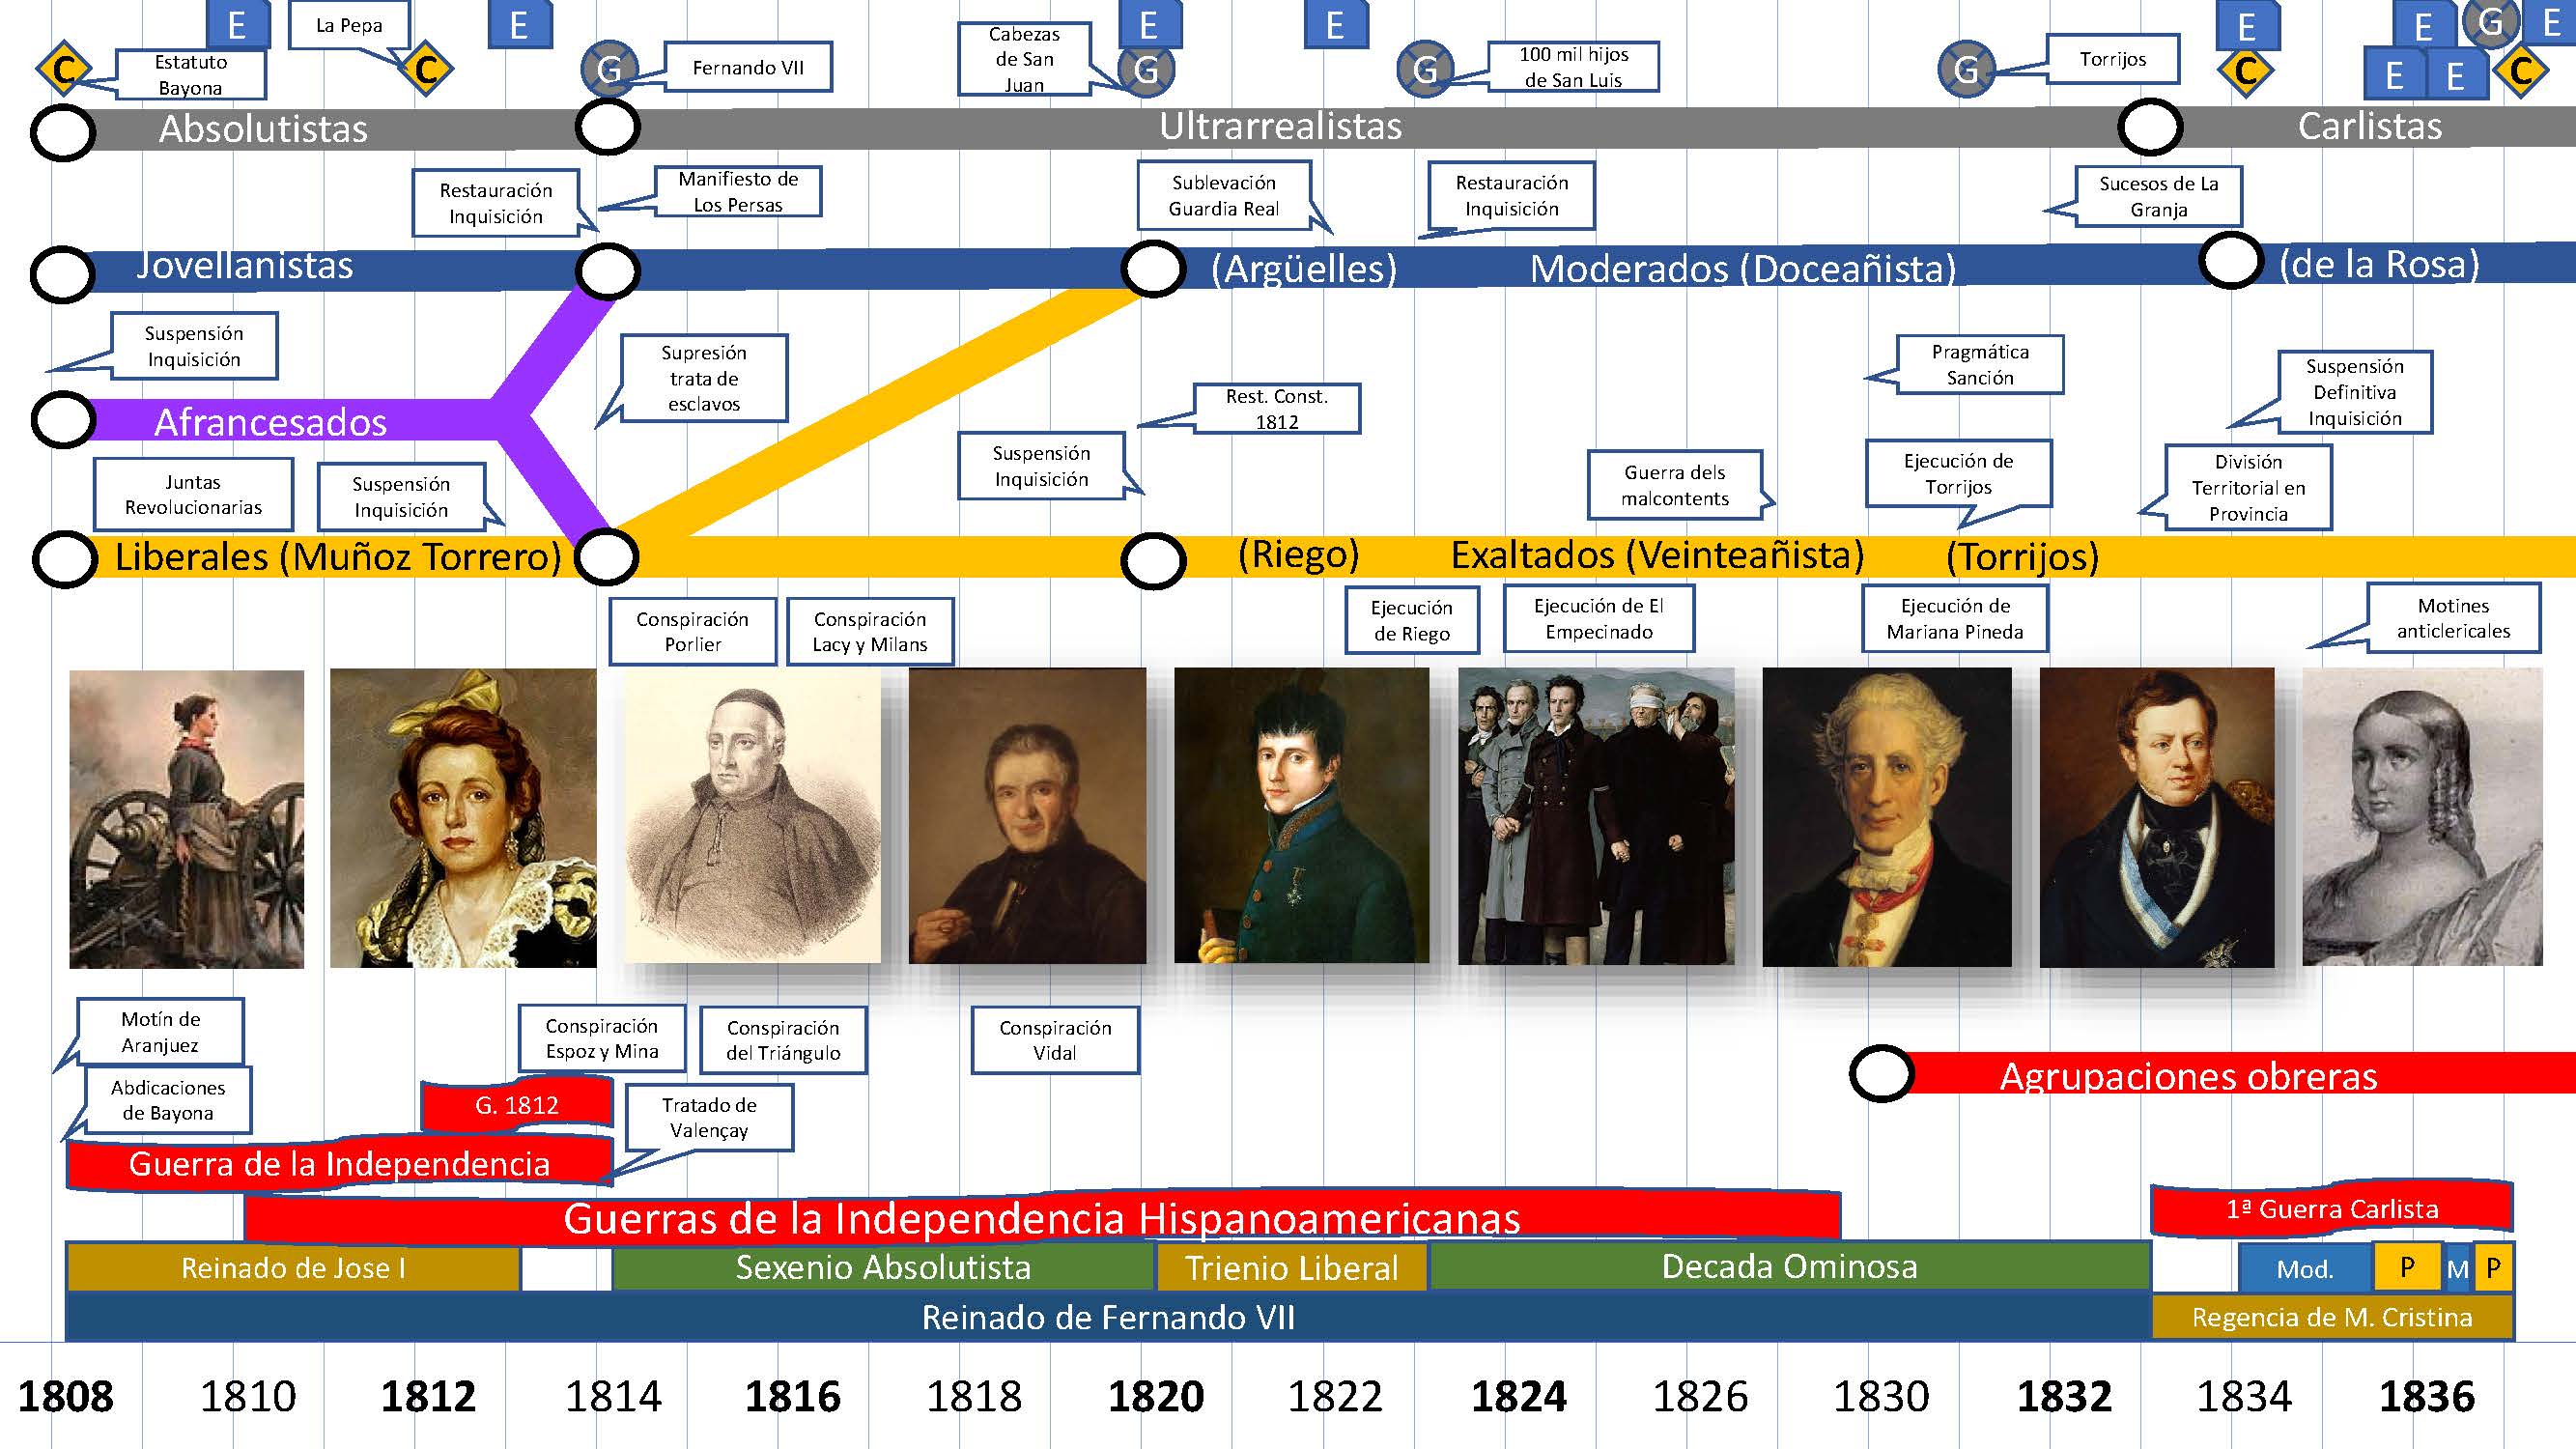 E
La Pepa
E
Cabezas
de San
Juan
E
E
E
E
G
E
C
Estatuto
Bayona
C
G
Fernando VII
G
G
100 mil hijos
de San Luis
G
Torrijos
C
E
E
C
Absolutistas
Ultrarrealistas
Carlistas
Restauración
Inquisición
Manifiesto de
Los Persas
Sublevación
Guardia Real
Restauración
Inquisición
Sucesos de La
Granja
Jovellanistas
(Argüelles)
Moderados (Doceañista)
(de la Rosa)
Suspensión
Inquisición
Supresión
trata de
esclavos
Pragmática
Sanción
Suspensión
Definitiva
Inquisición
Afrancesados
Rest. Const.
1812
Juntas
Revolucionarias
Suspensión
Inquisición
Suspensión
Inquisición
Guerra dels
malcontents
Ejecución de
Torrijos
División
Territorial en
Provincia
Liberales (Muñoz Torrero)
(Riego)
Exaltados (Veinteañista)
(Torrijos)
Conspiración
Porlier
Conspiración
Lacy y Milans
Ejecución
de Riego
Ejecución de El
Empecinado
Ejecución de
Mariana Pineda
Motines
anticlericales
Motín de
Aranjuez
Conspiración
Espoz y Mina
Conspiración
del Triángulo
Conspiración
Vidal
Agrupaciones obreras
Abdicaciones
de Bayona
G. 1812
Tratado de
Valençay
Guerra de la Independencia
Guerras de la Independencia Hispanoamericanas
1ª Guerra Carlista
Reinado de Jose I
Sexenio Absolutista
Trienio Liberal
Decada Ominosa
Mod.
P
M
P
Reinado de Fernando VII
Regencia de M. Cristina
1808 1810 1812 1814 1816 1818 1820 1822 1824 1826 1830 1832 1834 1836